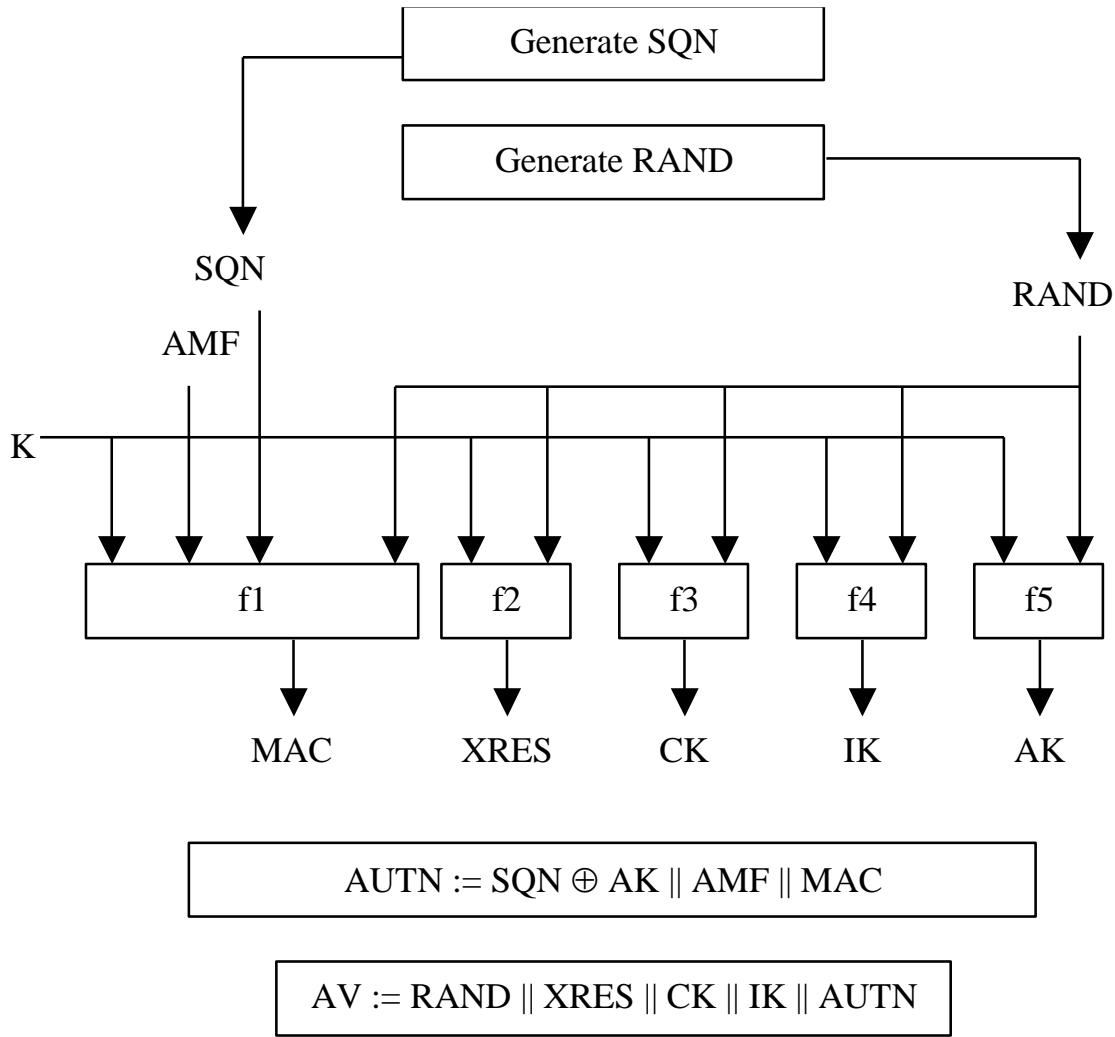 Generate SQN
Generate RAND
SQN
RAND
AMF
K
f1
f2
f3
f4
f5
MAC
XRES
CK
IK
AK
AUTN := SQN ⊕ AK || AMF || MAC
AV := RAND || XRES || CK || IK || AUTN